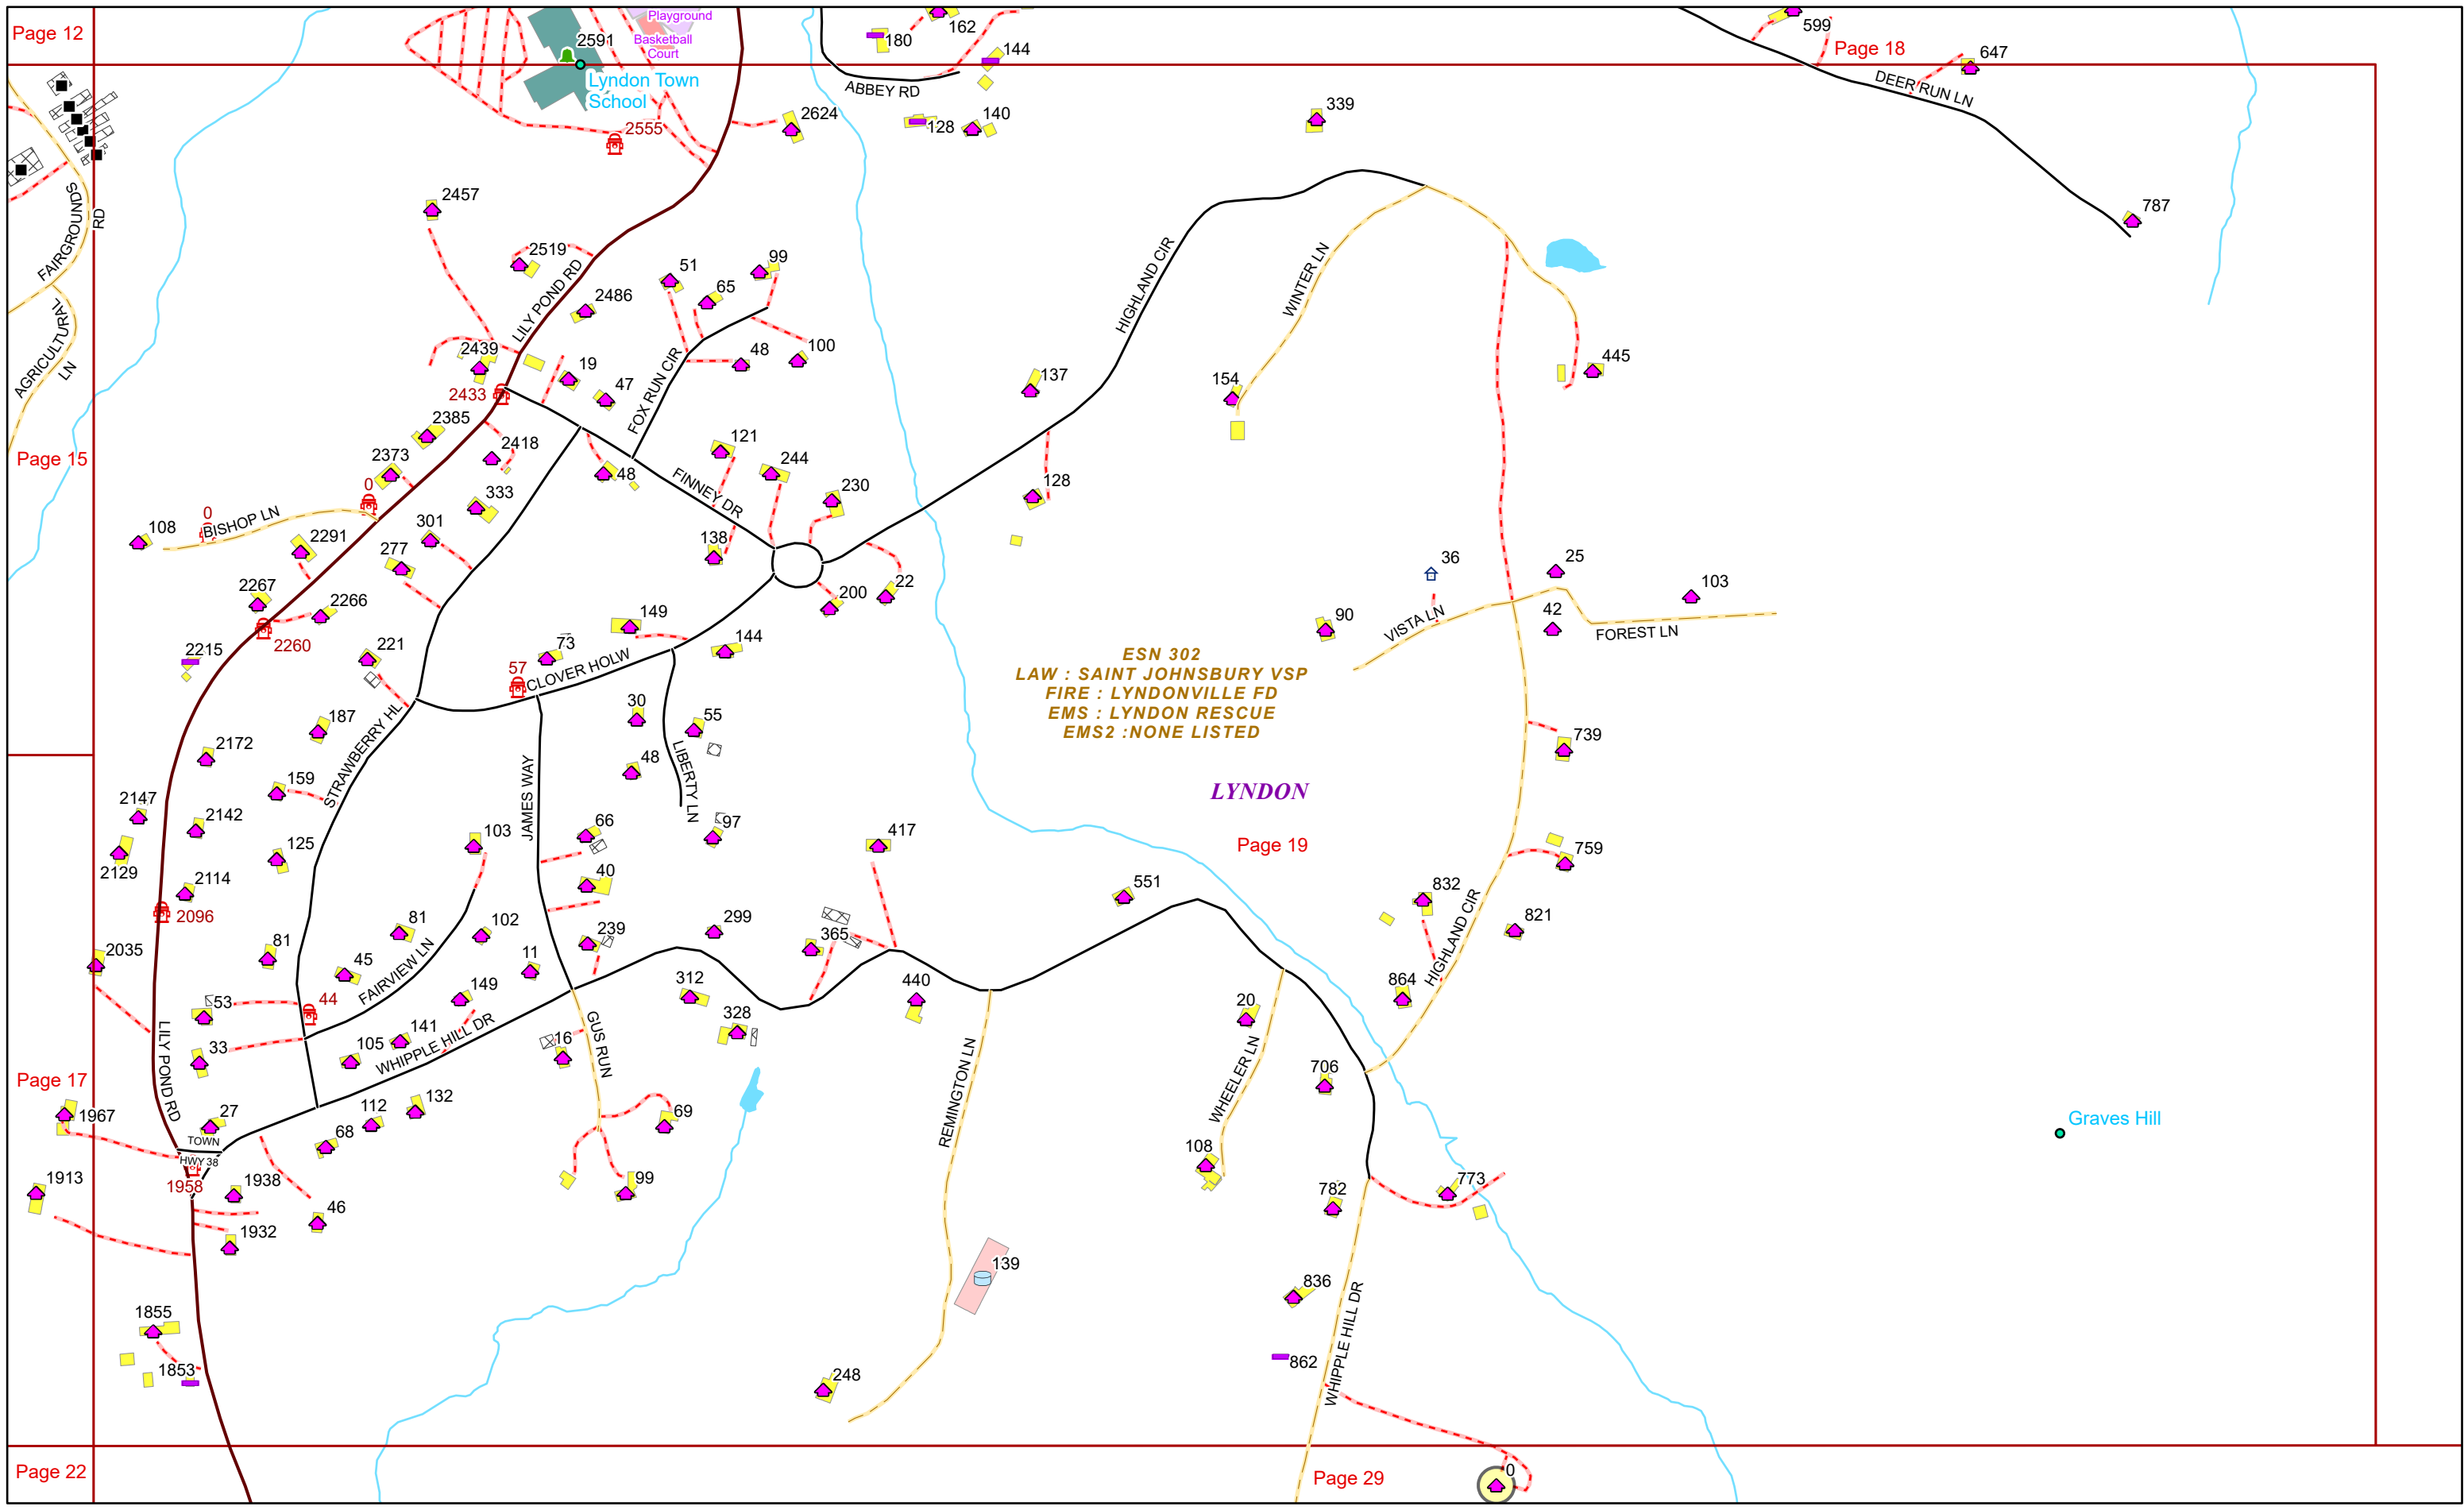 Page 12
2591
Playground
Basketball
Court
Lyndon Town
School
2555
2624
162
180
144
ABBEY RD
128
140
599
Page 18
647
DEER RUN LN
339
787
FAIRGROUNDS
RD
AGRICULTURAL
LN
Page 15
2457
2519
LILY POND RD
2486
51
65
99
2439
19
47
48
100
FOX RUN CIR
2433
2385
2418
2373
0
0
BISHOP LN
108
333
301
277
2291
2267
2266
2260
2215
221
48
121
244
230
FINNEY DR
138
200
22
149
144
73
57
CLOVER HOLW
HIGHLAND CIR
137
128
WINTER LN
154
445
36
25
103
42
90
VISTA LN
FOREST LN
ESN 302
LAW : SAINT JOHNSBURY VSP
FIRE : LYNDONVILLE FD
EMS : LYNDON RESCUE
EMS2 :NONE LISTED
LYNDON
Page 19
739
759
832
821
864
HIGHLAND CIR
187
STRAWBERRY HL
2172
159
2147
2142
125
2129
2114
2096
2035
81
53
33
44
30
55
48
LIBERTY LN
JAMES WAY
66
97
103
40
81
102
239
299
45
FAIRVIEW LN
11
149
141
105
WHIPPLE HILL DR
312
328
365
417
440
551
16
GUS RUN
LILY POND RD
Page 17
1967
27
TOWN
HWY 38
1958
1913
1938
1932
46
68
112
132
69
99
1855
1853
REMINGTON LN
139
248
20
WHEELER LN
108
706
782
773
836
862
WHIPPLE HILL DR
Graves Hill
Page 22
Page 29
0